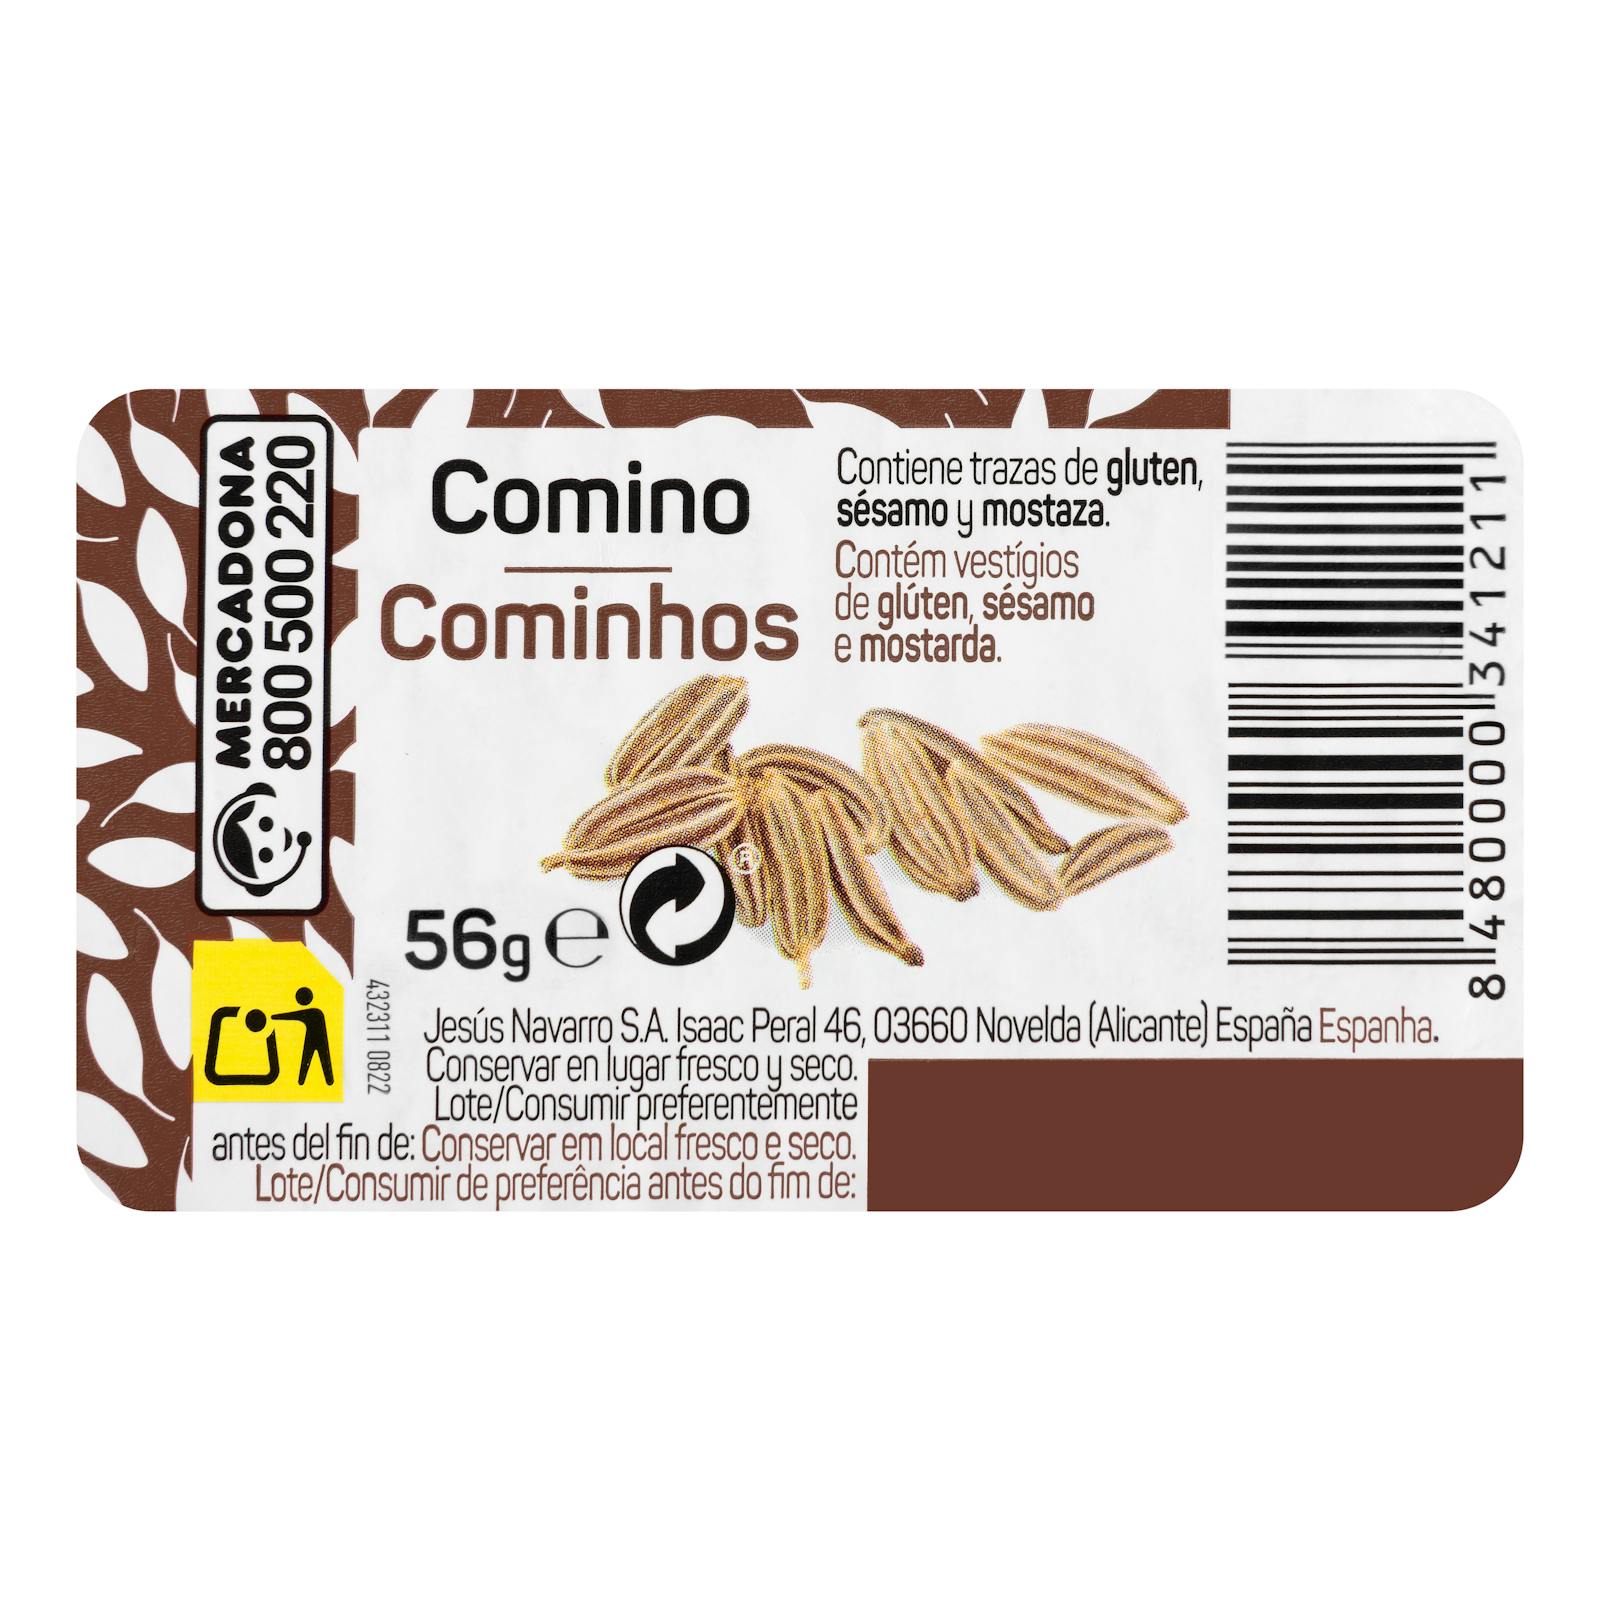 MERCADONA
800 500 220
Comino
Cominhos
Contiene trazas de gluten,
sésamo y mostaza.
Contém vestígios
de glúten, sésamo
e mostarda.
56g ℮
®
8 480000 341211
432311 0822
Jesús Navarro S.A. Isaac Peral 46, 03660 Novelda (Alicante) España Espanha.
Conservar en lugar fresco y seco.
Lote/Consumir preferentemente
antes del fin de: Conservar em local fresco e seco.
Lote/Consumir de preferência antes do fim de: